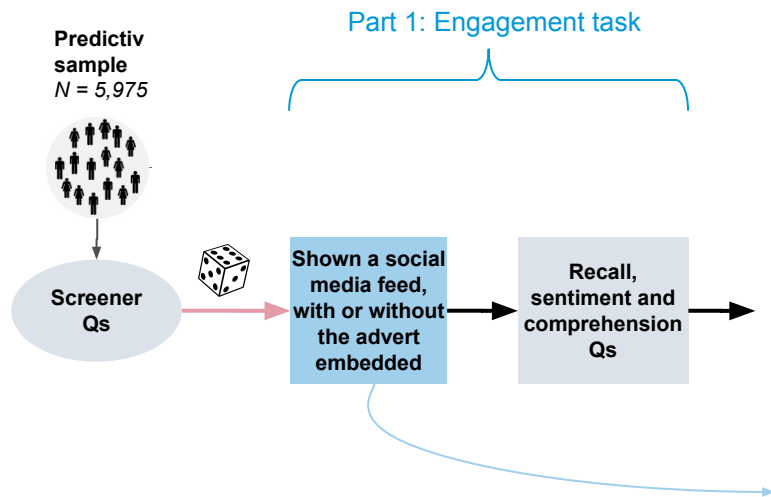 Part 1: Engagement task
Predictiv
sample
N = 5,975
Screener
Qs
Shown a social
media feed,
with or without
the advert
embedded
Recall,
sentiment and
comprehension
Qs